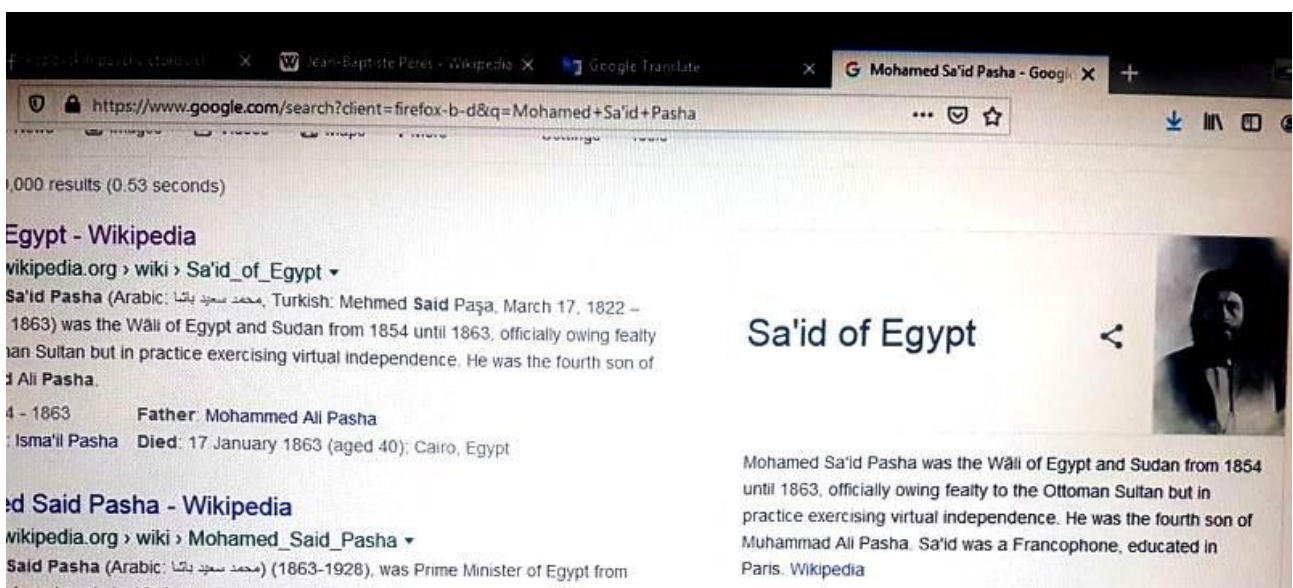 Jean-Baptiste Peres - Wikipedia
Google Translate
Mohamed Sa'id Pasha - Googl
https://www.google.com/search?client=firefox-b-d&q=Mohamed+Sa'id+Pasha
,000 results (0.53 seconds)
Egypt - Wikipedia
wikipedia.org › wiki › Sa'id_of_Egypt
Sa'id Pasha (Arabic: محمد سعيد باشا, Turkish: Mehmed Said Paşa, March 17, 1822 –
1863) was the Wāli of Egypt and Sudan from 1854 until 1863, officially owing fealty
an Sultan but in practice exercising virtual independence. He was the fourth son of
Ali Pasha.
4 - 1863 Father: Mohammed Ali Pasha
: Isma'il Pasha Died: 17 January 1863 (aged 40); Cairo, Egypt
ed Said Pasha - Wikipedia
wikipedia.org › wiki › Mohamed_Said_Pasha
Said Pasha (Arabic: محمد سعيد باشا) (1863-1928), was Prime Minister of Egypt from
Sa'id of Egypt
Mohamed Sa'id Pasha was the Wāli of Egypt and Sudan from 1854
until 1863, officially owing fealty to the Ottoman Sultan but in
practice exercising virtual independence. He was the fourth son of
Muhammad Ali Pasha. Sa'id was a Francophone, educated in
Paris. Wikipedia